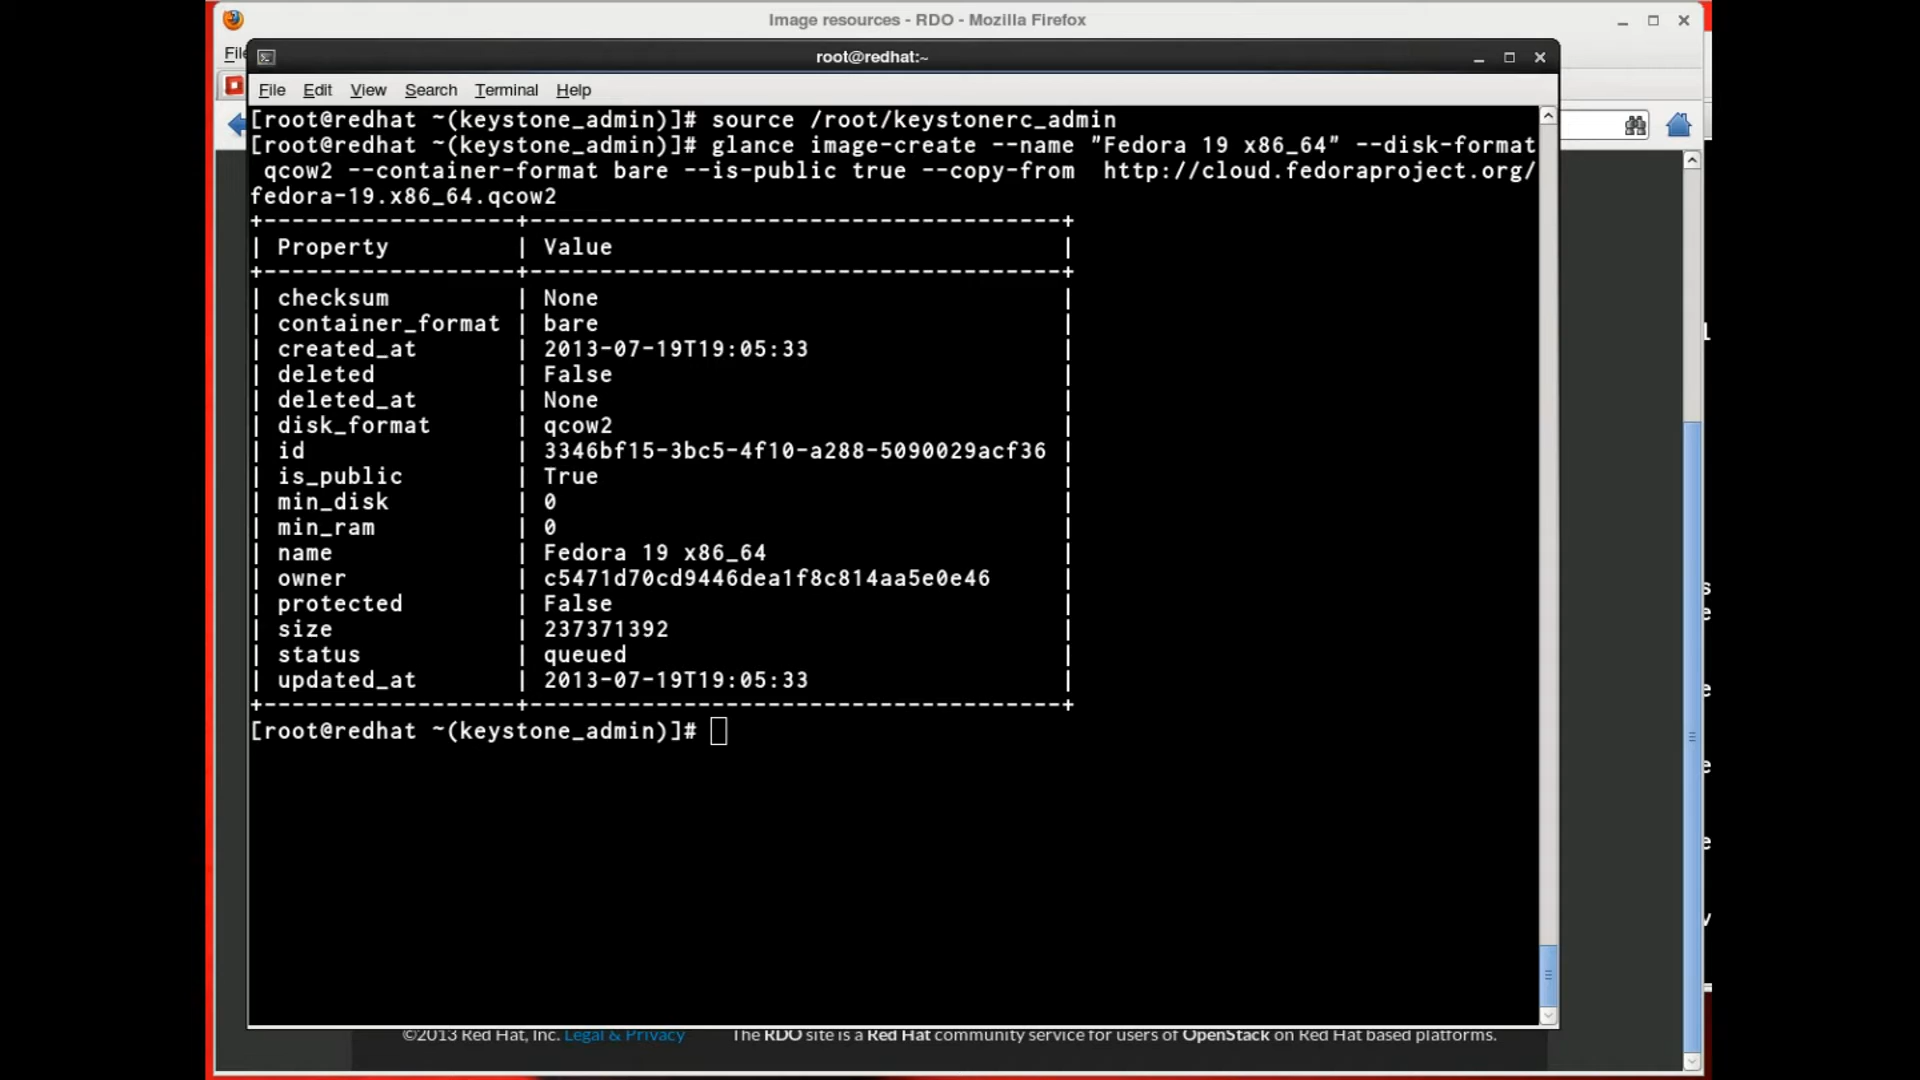 Image resources - RDO - Mozilla Firefox
File
root@redhat:~
File Edit View Search Terminal Help
[root@redhat ~(keystone_admin)]# source /root/keystonerc_admin
[root@redhat ~(keystone_admin)]# glance image-create --name "Fedora 19 x86_64" --disk-format
qcow2 --container-format bare --is-public true --copy-from  http://cloud.fedoraproject.org/
fedora-19.x86_64.qcow2
+-------------------+---------------------------------------+
| Property | Value |
+-------------------+---------------------------------------+
| checksum | None |
| container_format | bare |
| created_at | 2013-07-19T19:05:33 |
| deleted | False |
| deleted_at | None |
| disk_format | qcow2 |
| id | 3346bf15-3bc5-4f10-a288-5090029acf36 |
| is_public | True |
| min_disk | 0 |
| min_ram | 0 |
| name | Fedora 19 x86_64 |
| owner | c5471d70cd9446dea1f8c814aa5e0e46 |
| protected | False |
| size | 237371392 |
| status | queued |
| updated_at | 2013-07-19T19:05:33 |
+-------------------+---------------------------------------+
[root@redhat ~(keystone_admin)]#
©2013 Red Hat, Inc. Legal & Privacy The RDO site is a Red Hat community service for users of OpenStack on Red Hat based platforms.